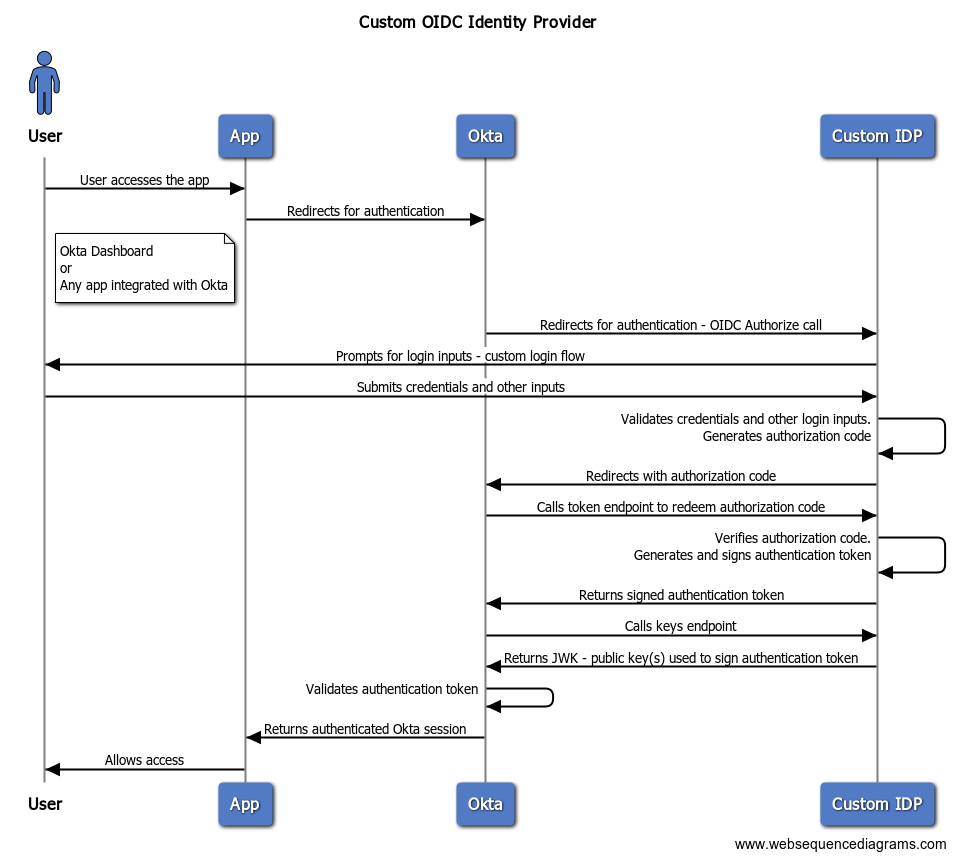 Custom OIDC Identity Provider
User
App
Okta
Custom IDP
User accesses the app
Redirects for authentication
Okta Dashboard
or
Any app integrated with Okta
Redirects for authentication - OIDC Authorize call
Prompts for login inputs - custom login flow
Submits credentials and other inputs
Validates credentials and other login inputs.
Generates authorization code
Redirects with authorization code
Calls token endpoint to redeem authorization code
Verifies authorization code.
Generates and signs authentication token
Returns signed authentication token
Calls keys endpoint
Returns JWK - public key(s) used to sign authentication token
Validates authentication token
Returns authenticated Okta session
Allows access
User
App
Okta
Custom IDP
www.websequencediagrams.com